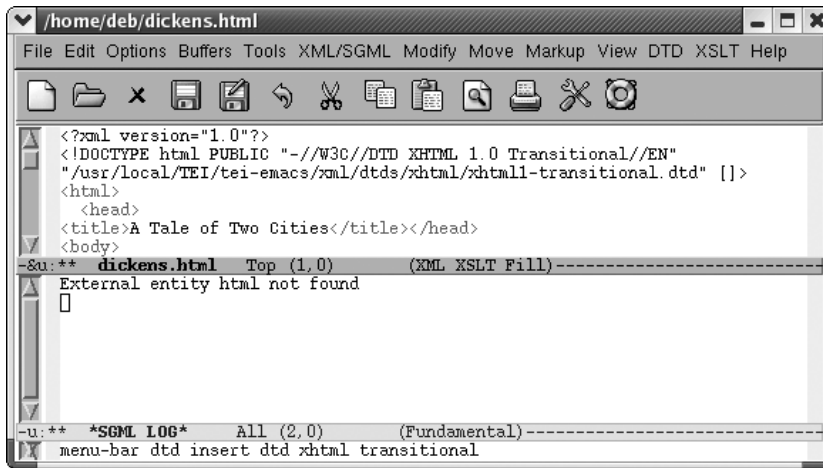 /home/deb/dickens.html
File Edit Options Buffers Tools XML/SGML Modify Move Markup View DTD XSLT Help
<?xml version="1.0"?>
<!DOCTYPE html PUBLIC "-//W3C//DTD XHTML 1.0 Transitional//EN"
"/usr/local/TEI/tei-emacs/xml/dtds/xhtml/xhtml1-transitional.dtd" []>
<html>
  <head>
<title>A Tale of Two Cities</title></head>
<body>
-&u:**  dickens.html   Top (1,0)       (XML XSLT Fill)---------------------------
External entity html not found
-u:**  *SGML LOG*     All (2,0)      (Fundamental)------------------------------
menu-bar dtd insert dtd xhtml transitional